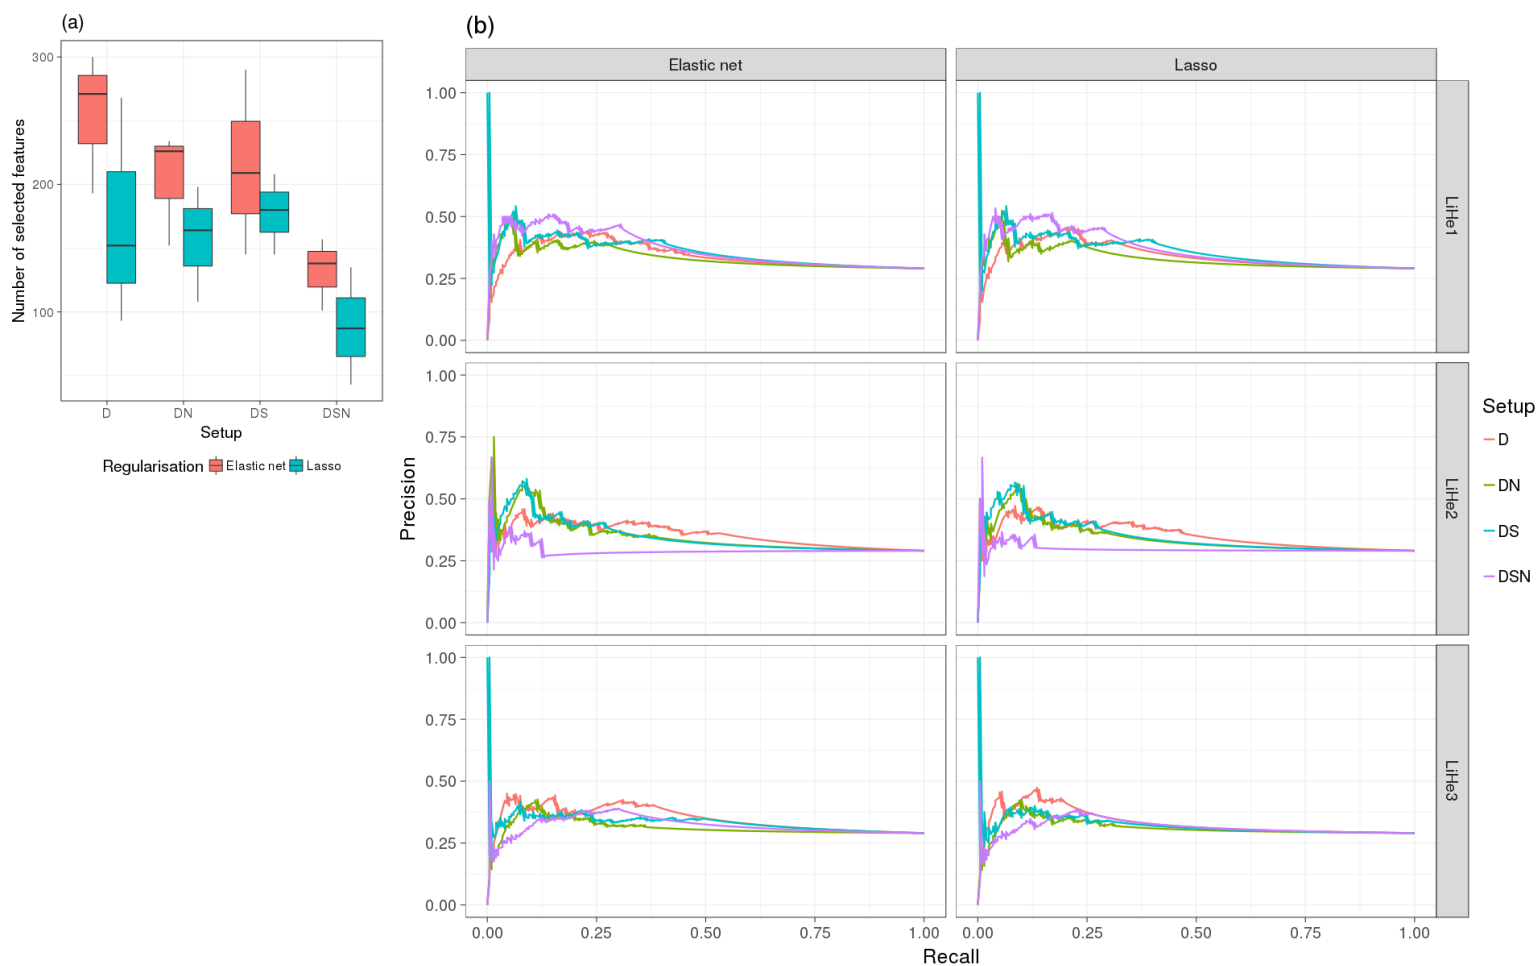 (a)
300
200
100
Number of selected features
D DN DS DSN
Setup
Regularisation Elastic net Lasso
(b)
Elastic net Lasso
1.00
0.75
0.50
0.25
0.00
LiHe1
1.00
0.75
0.50
0.25
0.00
LiHe2
1.00
0.75
0.50
0.25
0.00
LiHe3
Precision
0.00 0.25 0.50 0.75 1.00 0.00 0.25 0.50 0.75 1.00
Recall
Setup
D
DN
DS
DSN